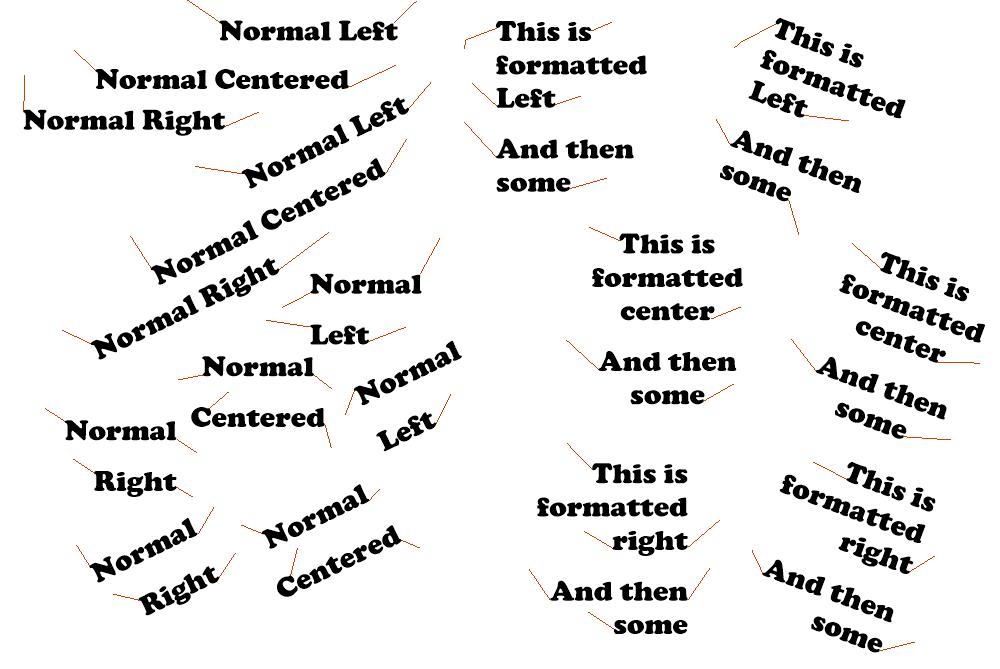 Normal Left
Normal Centered
Normal Right
Normal Left
Normal Centered
Normal Right
Normal
Left
Normal
Centered
Normal
Left
Normal
Right
Normal
Right
Normal
Centered
This is
formatted
Left
And then
some
This is
formatted
center
And then
some
This is
formatted
right
And then
some
This is
formatted
Left
And then
some
This is
formatted
center
And then
some
This is
formatted
right
And then
some